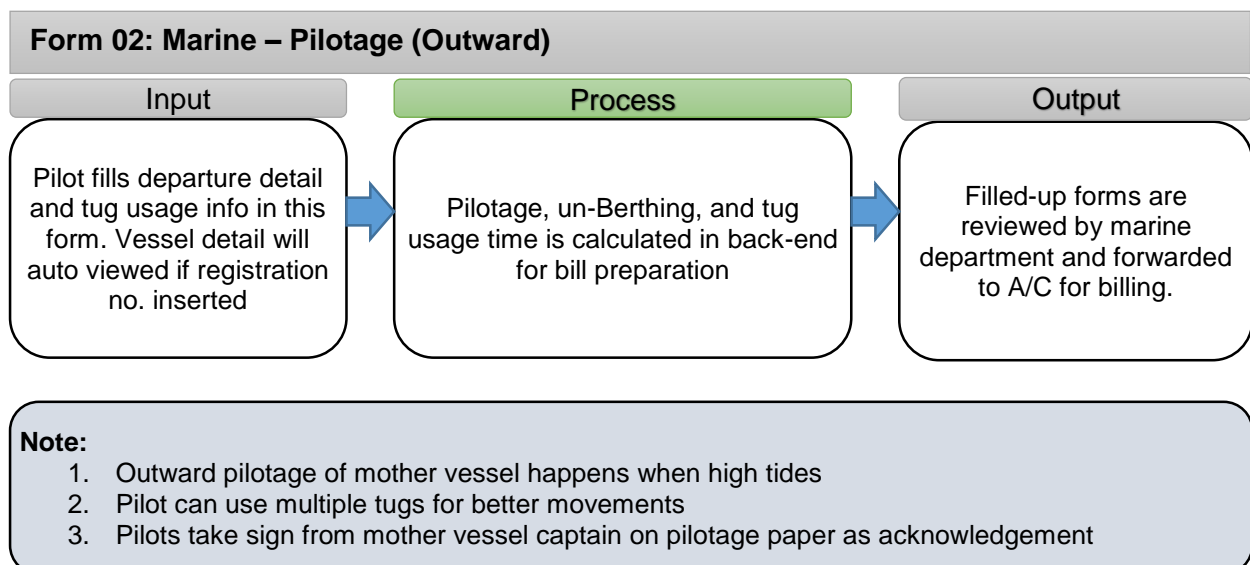 Form 02: Marine – Pilotage (Outward)
Input
Process
Output
Pilot fills departure detail
and tug usage info in this
form. Vessel detail will
auto viewed if registration
no. inserted
Pilotage, un-Berthing, and tug
usage time is calculated in back-end
for bill preparation
Filled-up forms are
reviewed by marine
department and forwarded
to A/C for billing.
Note:
1. Outward pilotage of mother vessel happens when high tides
2. Pilot can use multiple tugs for better movements
3. Pilots take sign from mother vessel captain on pilotage paper as acknowledgement